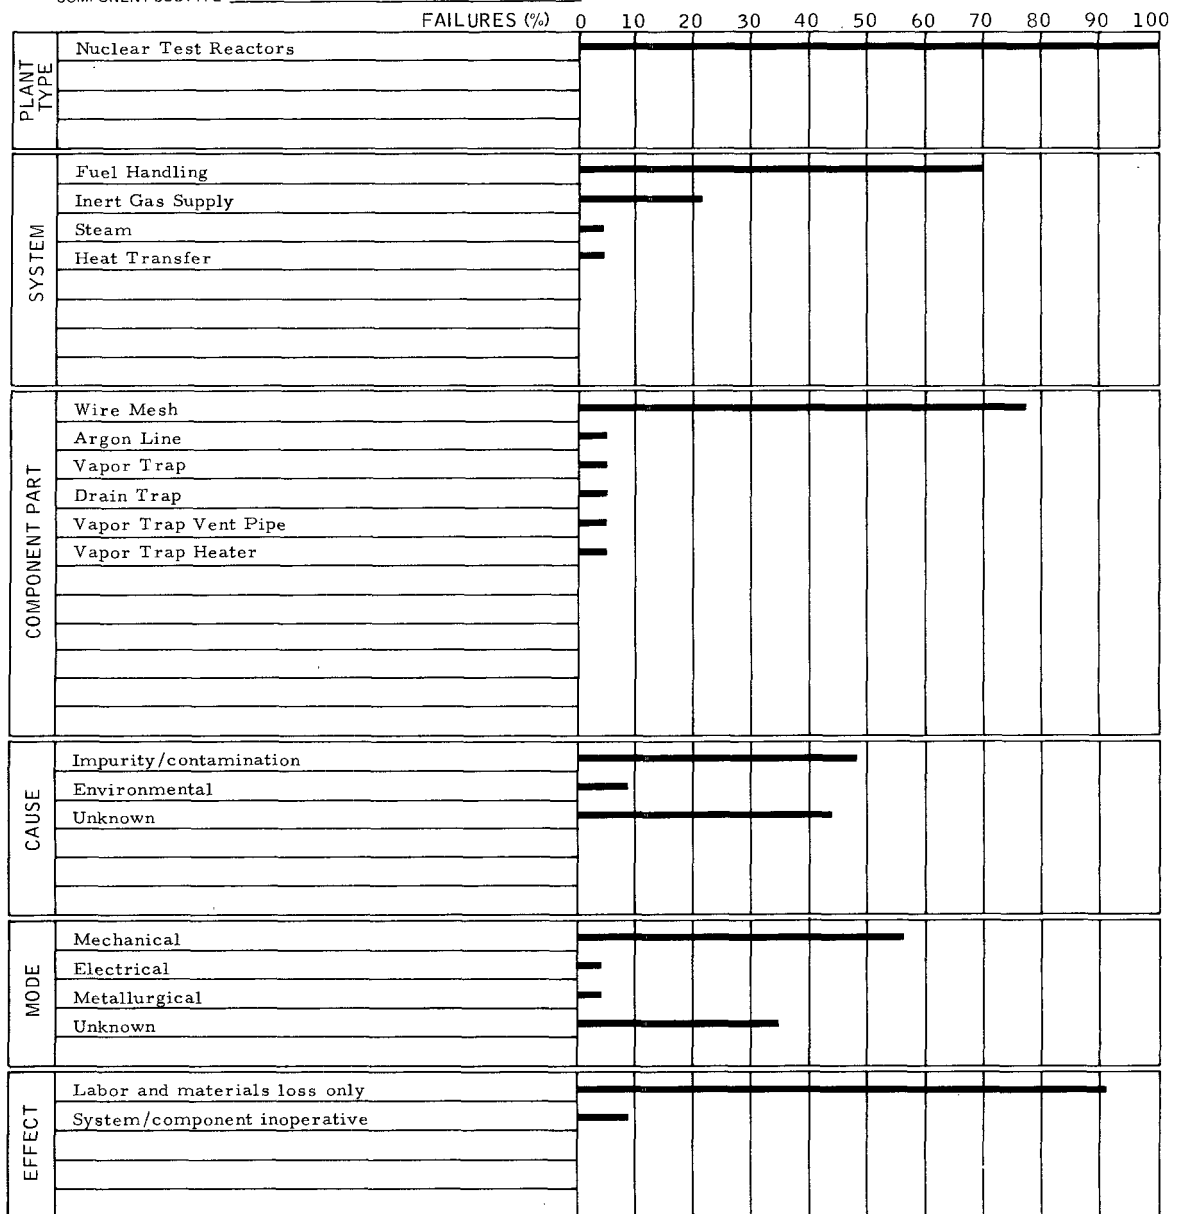 FAILURES (%) 0 10 20 30 40 50 60 70 80 90 100
PLANT TYPE
Nuclear Test Reactors
SYSTEM
Fuel Handling
Inert Gas Supply
Steam
Heat Transfer
COMPONENT PART
Wire Mesh
Argon Line
Vapor Trap
Drain Trap
Vapor Trap Vent Pipe
Vapor Trap Heater
CAUSE
Impurity/contamination
Environmental
Unknown
MODE
Mechanical
Electrical
Metallurgical
Unknown
EFFECT
Labor and materials loss only
System/component inoperative